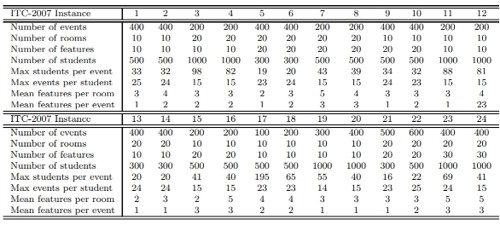 ITC-2007 Instance 1 2 3 4 5 6 7 8 9 10 11 12
Number of events 400 400 200 200 400 400 200 200 400 400 200 200
Number of rooms 10 10 20 20 20 20 20 20 10 10 10 10
Number of features 10 10 10 10 20 20 20 20 20 20 10 10
Number of students 500 500 1000 1000 300 300 500 500 500 500 1000 1000
Max students per event 33 32 98 82 19 20 43 39 34 32 88 81
Max events per student 25 24 15 15 23 24 15 15 24 23 15 15
Mean features per room 3 4 3 3 2 3 5 4 3 3 3 4
Mean features per event 1 2 2 2 1 2 3 3 1 2 1 23
ITC-2007 Instance 13 14 15 16 17 18 19 20 21 22 23 24
Number of events 400 400 200 200 100 200 300 400 500 600 400 400
Number of rooms 20 20 10 10 10 10 10 10 20 20 20 20
Number of features 10 10 20 20 10 10 10 10 20 20 30 30
Number of students 300 300 500 500 500 500 1000 1000 300 500 1000 1000
Max students per event 20 20 41 40 195 65 55 40 16 22 69 41
Max events per student 24 24 15 15 23 23 14 15 23 25 24 15
Mean features per room 2 3 2 5 4 4 3 3 3 3 5 5
Mean features per event 1 1 3 3 2 2 1 1 1 2 3 3